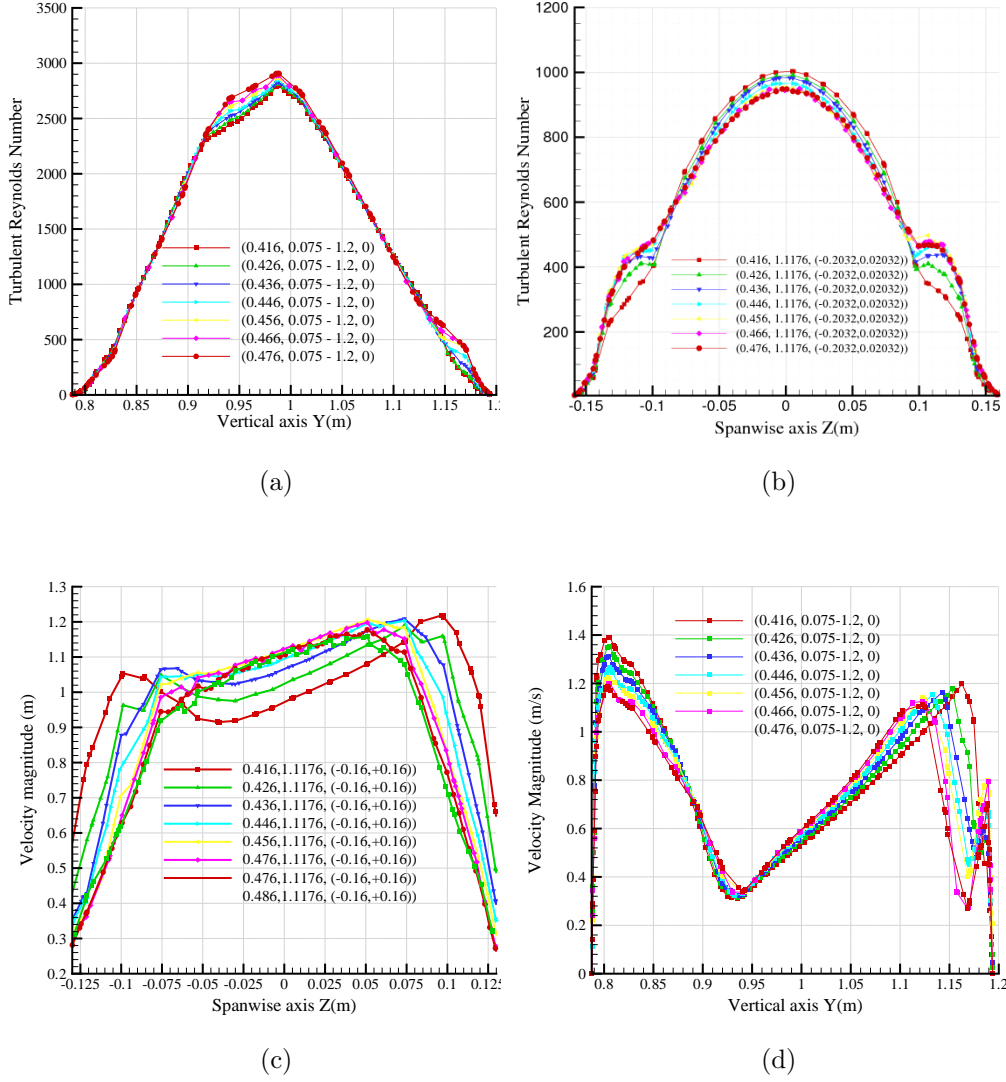 3500
3000
2500
2000
1500
1000
500
0
Turbulent Reynolds Number
(0.416, 0.075 - 1.2, 0)
(0.426, 0.075 - 1.2, 0)
(0.436, 0.075 - 1.2, 0)
(0.446, 0.075 - 1.2, 0)
(0.456, 0.075 - 1.2, 0)
(0.466, 0.075 - 1.2, 0)
(0.476, 0.075 - 1.2, 0)
0.8 0.85 0.9 0.95 1 1.05 1.1 1.15
Vertical axis Y(m)
(a)
1200
1000
800
600
400
200
Turbulent Reynolds Number
(0.416, 1.1176, (-0.2032,0.02032))
(0.426, 1.1176, (-0.2032,0.02032))
(0.436, 1.1176, (-0.2032,0.02032))
(0.446, 1.1176, (-0.2032,0.02032))
(0.456, 1.1176, (-0.2032,0.02032))
(0.466, 1.1176, (-0.2032,0.02032))
(0.476, 1.1176, (-0.2032,0.02032))
-0.15 -0.1 -0.05 0 0.05 0.1 0.15
Spanwise axis Z(m)
(b)
1.3
1.2
1.1
1.0
0.9
0.8
0.7
0.6
0.5
0.4
0.3
0.2
Velocity magnitude (m)
0.416,1.1176, (-0.16,+0.16))
0.426,1.1176, (-0.16,+0.16))
0.436,1.1176, (-0.16,+0.16))
0.446,1.1176, (-0.16,+0.16))
0.456,1.1176, (-0.16,+0.16))
0.476,1.1176, (-0.16,+0.16))
0.476,1.1176, (-0.16,+0.16))
0.486,1.1176, (-0.16,+0.16))
-0.125 -0.1 -0.075 -0.05 -0.025 0 0.025 0.05 0.075 0.1 0.125
Spanwise axis Z(m)
(c)
1.6
1.4
1.2
1
0.8
0.6
0.4
0.2
0
Velocity Magnitude (m/s)
(0.416, 0.075-1.2, 0)
(0.426, 0.075-1.2, 0)
(0.436, 0.075-1.2, 0)
(0.446, 0.075-1.2, 0)
(0.456, 0.075-1.2, 0)
(0.466, 0.075-1.2, 0)
(0.476, 0.075-1.2, 0)
0.8 0.85 0.9 0.95 1 1.05 1.1 1.15 1.2
Vertical axis Y(m)
(d)